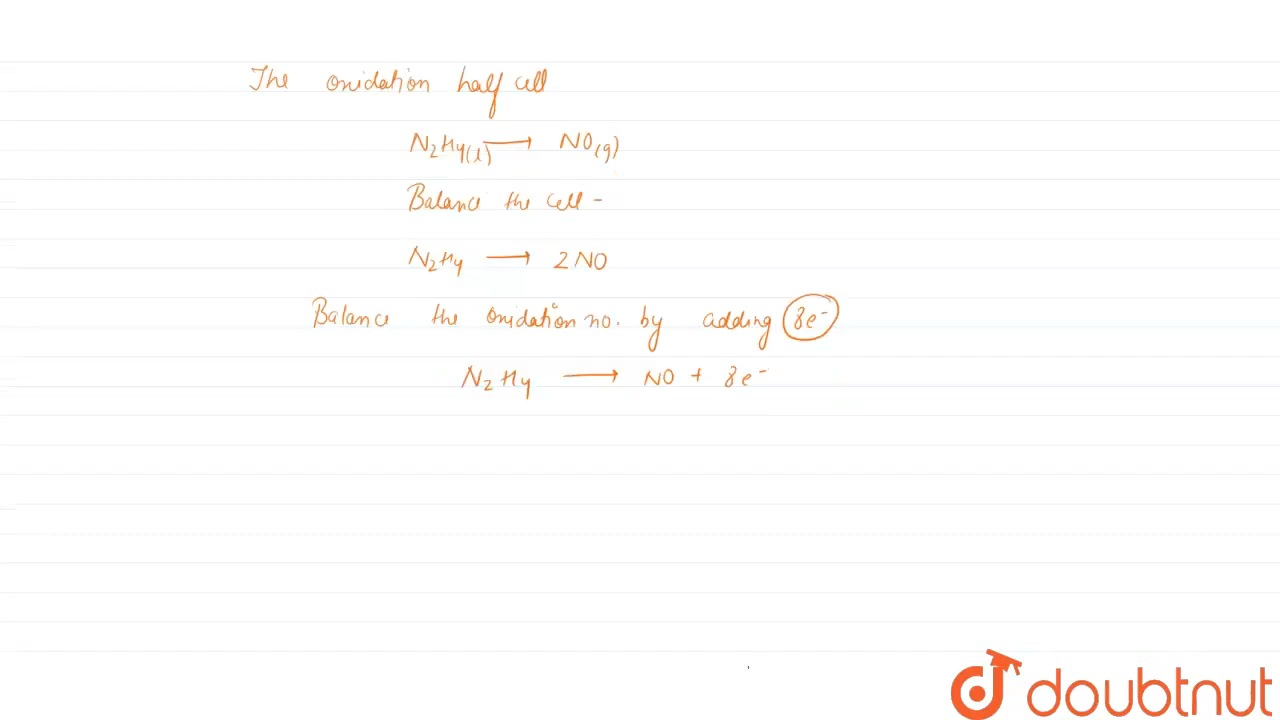 The oxidation half cell
N2H4(l) ⟶ NO(g)
Balance the cell -
N2H4 ⟶ 2NO
Balance the oxidation no. by adding 8e-
N2H4 ⟶ NO + 8e-
doubtnut